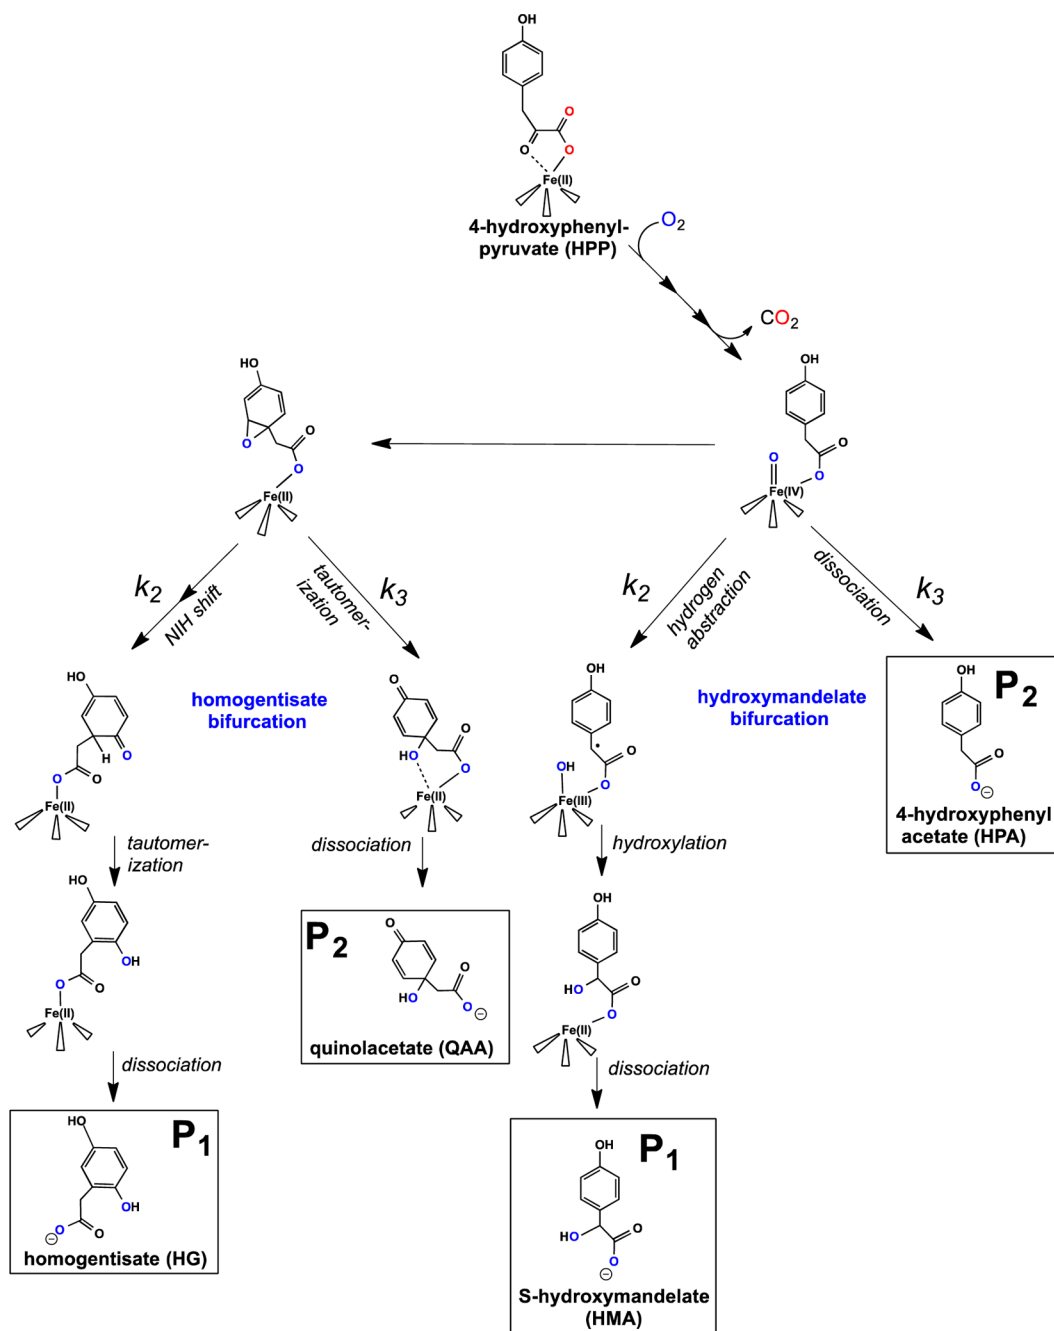 OH
O
O
O
Fe(II)
4-hydroxyphenyl-
pyruvate (HPP)
O2
CO2
HO
O
O
O
Fe(II)
OH
O
O
O
Fe(IV)
k2
NIH shift
tautomer-
ization
k3
k2
hydrogen
abstraction
dissociation
k3
HO
H
O
O
O
Fe(II)
homogentisate
bifurcation
O
HO
O
O
Fe(II)
OH
OH
O
O
Fe(III)
hydroxymandelate
bifurcation
P2
OH
O
O
4-hydroxyphenyl
acetate (HPA)
tautomer-
ization
dissociation
hydroxylation
HO
OH
O
O
Fe(II)
P2
O
HO
O
O
quinolacetate (QAA)
OH
HO
O
O
Fe(II)
dissociation
dissociation
P1
HO
OH
O
O
homogentisate (HG)
P1
OH
HO
O
O
S-hydroxymandelate
(HMA)